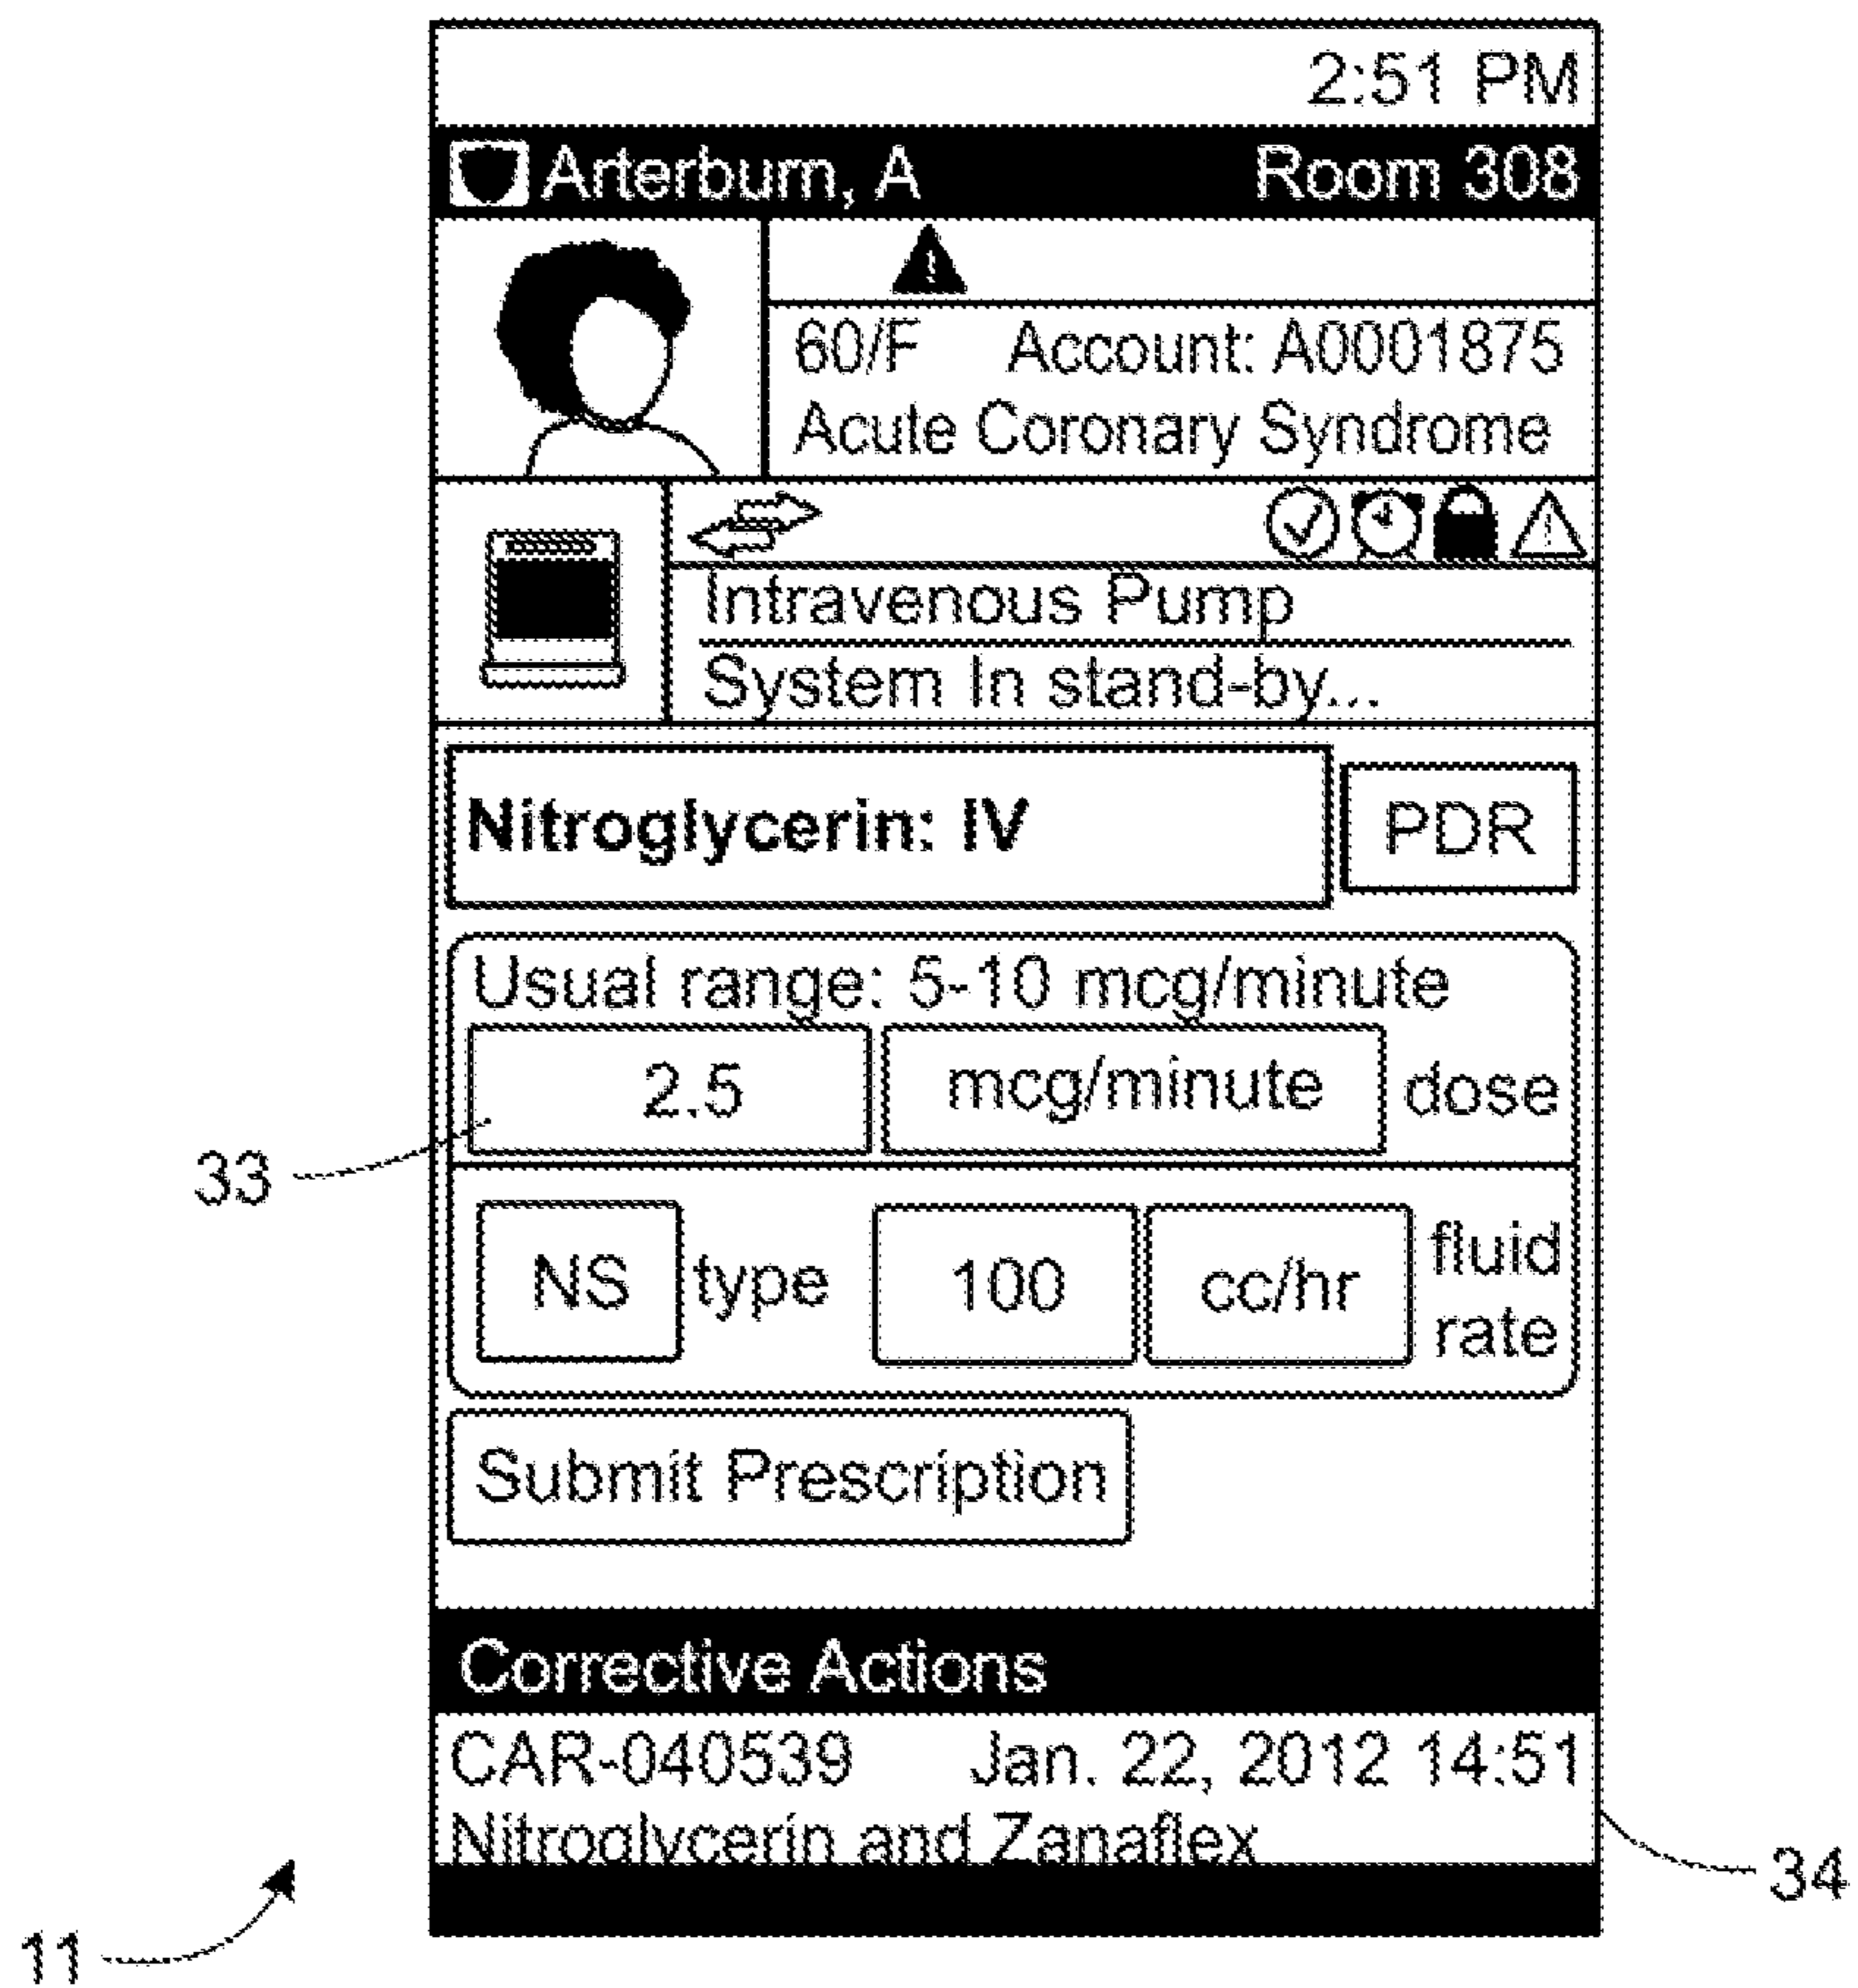 2:51 PM
Arterburn, A Room 308
60/F Account: A0001875
Acute Coronary Syndrome
Intravenous Pump
System In stand-by...
Nitroglycerin: IV PDR
Usual range: 5-10 mcg/minute
2.5 mcg/minute dose
33
NS type 100 cc/hr fluid rate
Submit Prescription
Corrective Actions
CAR-040539 Jan. 22, 2012 14:51
Nitroglycerin and Zanaflex
34
11